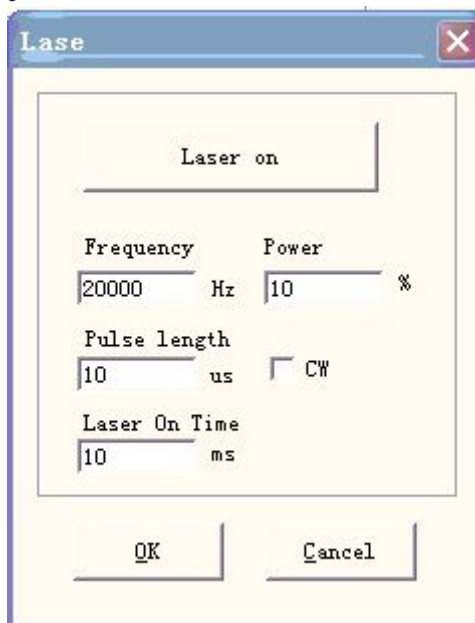 Lase
Laser on
Frequency Power
20000 Hz 10 %
Pulse length
10 us CW
Laser On Time
10 ms
OK Cancel